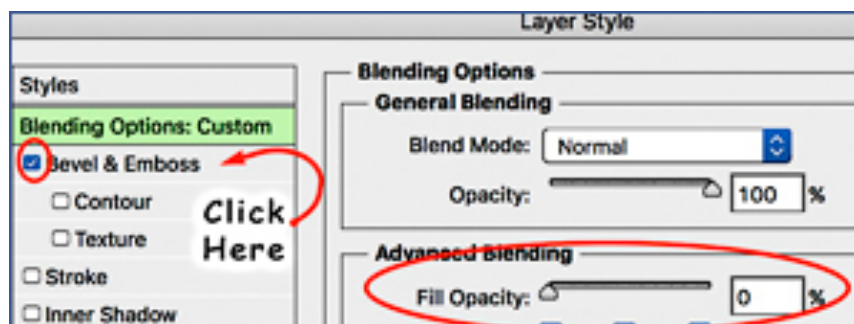 Layer Style
Styles
Blending Options: Custom
Bevel & Emboss
Contour
Texture
Stroke
Inner Shadow
Click
Here
Blending Options
General Blending
Blend Mode: Normal
Opacity: 100 %
Advanced Blending
Fill Opacity: 0 %